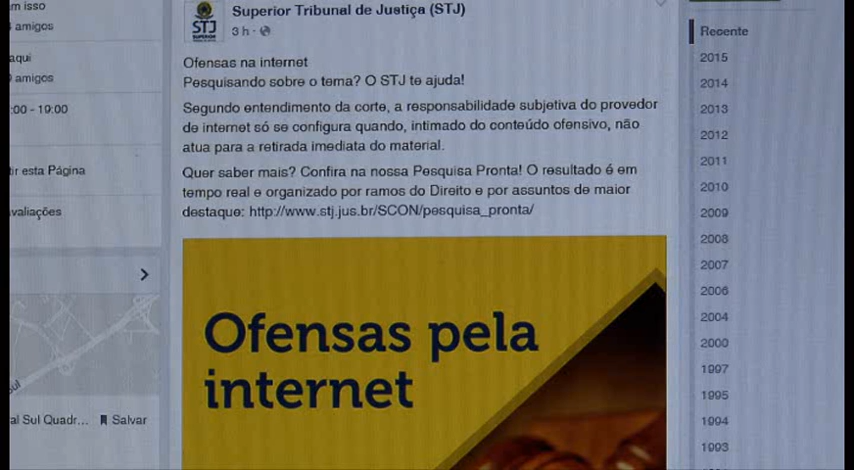 m isso
amigos
aqui
amigos
:00 - 19:00
tir esta Página
valiações
al Sul Quadr...
Salvar
STJ
Superior Tribunal de Justiça (STJ)
3 h ·
Ofensas na internet
Pesquisando sobre o tema? O STJ te ajuda!
Segundo entendimento da corte, a responsabilidade subjetiva do provedor
de internet só se configura quando, intimado do conteúdo ofensivo, não
atua para a retirada imediata do material.
Quer saber mais? Confira na nossa Pesquisa Pronta! O resultado é em
tempo real e organizado por ramos do Direito e por assuntos de maior
destaque: http://www.stj.jus.br/SCON/pesquisa_pronta/
Ofensas pela
internet
Recente
2015
2014
2013
2012
2011
2010
2009
2008
2007
2006
2004
2000
1997
1995
1994
1993